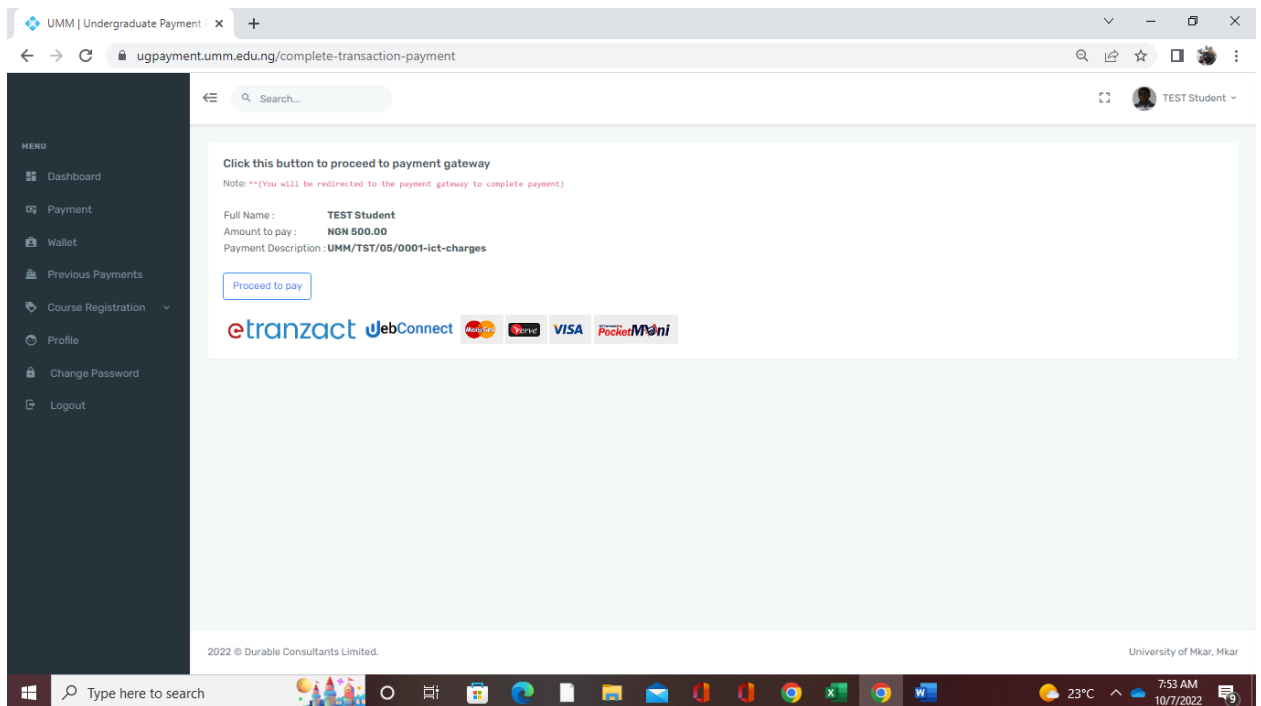 UMM | Undergraduate Payment
ugpayment.umm.edu.ng/complete-transaction-payment
Search...
TEST Student
MENU
Dashboard
Payment
Wallet
Previous Payments
Course Registration
Profile
Change Password
Logout
Click this button to proceed to payment gateway
Note: **(You will be redirected to the payment gateway to complete payment)
Full Name : TEST Student
Amount to pay : NGN 500.00
Payment Description : UMM/TST/05/0001-ict-charges
Proceed to pay
etranzact WebConnect MasterCard Verve VISA PocketMoni
2022 © Durable Consultants Limited.
University of Mkar, Mkar
Type here to search
23°C
7:53 AM
10/7/2022
9